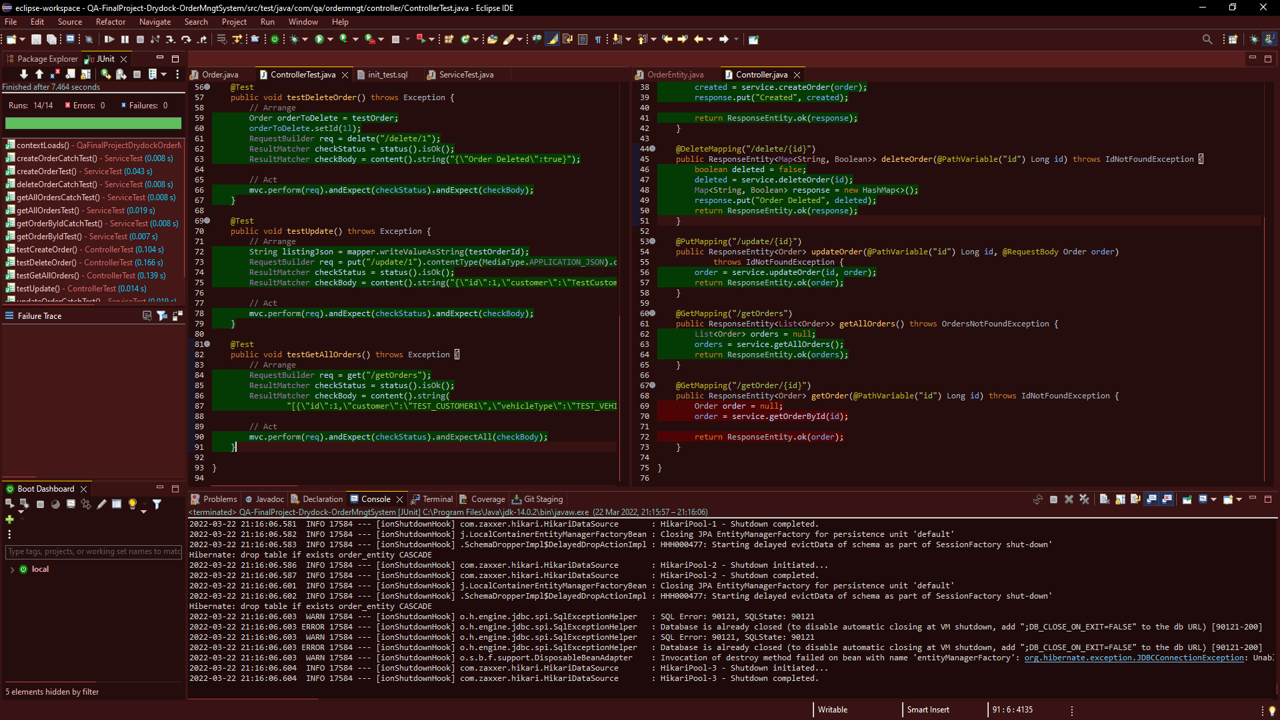 eclipse-workspace - QA-FinalProject-Drydock-OrderMngtSystem/src/test/java/com/qa/ordermngt/controller/ControllerTest.java - Eclipse IDE
File Edit Source Refactor Navigate Search Project Run Window Help
Package Explorer JUnit
Finished after 7.464 seconds
Runs: 14/14 Errors: 0 Failures: 0
contextLoads() - QaFinalProjectDrydockOrderM
createOrderCatchTest() - ServiceTest (0.008 s)
createOrderTest() - ServiceTest (0.043 s)
deleteOrderCatchTest() - ServiceTest (0.008 s)
getAllOrdersCatchTest() - ServiceTest (0.008 s)
getAllOrdersTest() - ServiceTest (0.019 s)
getOrderByIdCatchTest() - ServiceTest (0.008 s)
getOrderByIdTest() - ServiceTest (0.007 s)
testCreateOrder() - ControllerTest (0.104 s)
testDeleteOrder() - ControllerTest (0.166 s)
testGetAllOrders() - ControllerTest (0.139 s)
testUpdate() - ControllerTest (0.014 s)
updateOrderCatchTest() - ServiceTest (0.019 s)
Failure Trace
Boot Dashboard
Type tags, projects, or working set names to match
local
5 elements hidden by filter
Order.java ControllerTest.java init_test.sql ServiceTest.java
56 @Test
57 public void testDeleteOrder() throws Exception {
58 // Arrange
59 Order orderToDelete = testOrder;
60 orderToDelete.setId(1l);
61 RequestBuilder req = delete("/delete/1");
62 ResultMatcher checkStatus = status().isOk();
63 ResultMatcher checkBody = content().string("{\"Order Deleted\":true}");
64
65 // Act
66 mvc.perform(req).andExpect(checkStatus).andExpect(checkBody);
67 }
68
69 @Test
70 public void testUpdate() throws Exception {
71 // Arrange
72 String listingJson = mapper.writeValueAsString(testOrderId);
73 RequestBuilder req = put("/update/1").contentType(MediaType.APPLICATION_JSON).c
74 ResultMatcher checkStatus = status().isOk();
75 ResultMatcher checkBody = content().string("{\"id\":1,\"customer\":\"TestCustom
76
77 // Act
78 mvc.perform(req).andExpect(checkStatus).andExpect(checkBody);
79 }
80
81 @Test
82 public void testGetAllOrders() throws Exception {
83 // Arrange
84 RequestBuilder req = get("/getOrders");
85 ResultMatcher checkStatus = status().isOk();
86 ResultMatcher checkBody = content().string(
87 "[{\"id\":1,\"customer\":\"TEST_CUSTOMER1\",\"vehicleType\":\"TEST_VEHI
88
89 // Act
90 mvc.perform(req).andExpect(checkStatus).andExpectAll(checkBody);
91 }
92
93 }
94
OrderEntity.java Controller.java
38 created = service.createOrder(order);
39 response.put("Created", created);
40
41 return ResponseEntity.ok(response);
42 }
43
44 @DeleteMapping("/delete/{id}")
45 public ResponseEntity<Map<String, Boolean>> deleteOrder(@PathVariable("id") Long id) throws IdNotFoundException {
46 boolean deleted = false;
47 deleted = service.deleteOrder(id);
48 Map<String, Boolean> response = new HashMap<>();
49 response.put("Order Deleted", deleted);
50 return ResponseEntity.ok(response);
51 }
52
53 @PutMapping("/update/{id}")
54 public ResponseEntity<Order> updateOrder(@PathVariable("id") Long id, @RequestBody Order order)
55 throws IdNotFoundException {
56 order = service.updateOrder(id, order);
57 return ResponseEntity.ok(order);
58 }
59
60 @GetMapping("/getOrders")
61 public ResponseEntity<List<Order>> getAllOrders() throws OrdersNotFoundException {
62 List<Order> orders = null;
63 orders = service.getAllOrders();
64 return ResponseEntity.ok(orders);
65 }
66
67 @GetMapping("/getOrder/{id}")
68 public ResponseEntity<Order> getOrder(@PathVariable("id") Long id) throws IdNotFoundException {
69 Order order = null;
70 order = service.getOrderById(id);
71
72 return ResponseEntity.ok(order);
73 }
74
75 }
76
Problems Javadoc Declaration Console Terminal Coverage Git Staging
<terminated> QA-FinalProject-Drydock-OrderMngtSystem [JUnit] C:\Program Files\Java\jdk-14.0.2\bin\javaw.exe (22 Mar 2022, 21:15:57 – 21:16:06)
2022-03-22 21:16:06.581 INFO 17584 --- [ionShutdownHook] com.zaxxer.hikari.HikariDataSource : HikariPool-1 - Shutdown completed.
2022-03-22 21:16:06.582 INFO 17584 --- [ionShutdownHook] j.LocalContainerEntityManagerFactoryBean : Closing JPA EntityManagerFactory for persistence unit 'default'
2022-03-22 21:16:06.583 INFO 17584 --- [ionShutdownHook] .SchemaDropperImpl$DelayedDropActionImpl : HHH000477: Starting delayed evictData of schema as part of SessionFactory shut-down'
Hibernate: drop table if exists order_entity CASCADE
2022-03-22 21:16:06.586 INFO 17584 --- [ionShutdownHook] com.zaxxer.hikari.HikariDataSource : HikariPool-2 - Shutdown initiated...
2022-03-22 21:16:06.587 INFO 17584 --- [ionShutdownHook] com.zaxxer.hikari.HikariDataSource : HikariPool-2 - Shutdown completed.
2022-03-22 21:16:06.601 INFO 17584 --- [ionShutdownHook] j.LocalContainerEntityManagerFactoryBean : Closing JPA EntityManagerFactory for persistence unit 'default'
2022-03-22 21:16:06.602 INFO 17584 --- [ionShutdownHook] .SchemaDropperImpl$DelayedDropActionImpl : HHH000477: Starting delayed evictData of schema as part of SessionFactory shut-down'
Hibernate: drop table if exists order_entity CASCADE
2022-03-22 21:16:06.603 WARN 17584 --- [ionShutdownHook] o.h.engine.jdbc.spi.SqlExceptionHelper : SQL Error: 90121, SQLState: 90121
2022-03-22 21:16:06.603 ERROR 17584 --- [ionShutdownHook] o.h.engine.jdbc.spi.SqlExceptionHelper : Database is already closed (to disable automatic closing at VM shutdown, add ";DB_CLOSE_ON_EXIT=FALSE" to the db URL) [90121-200]
2022-03-22 21:16:06.603 WARN 17584 --- [ionShutdownHook] o.h.engine.jdbc.spi.SqlExceptionHelper : SQL Error: 90121, SQLState: 90121
2022-03-22 21:16:06.603 ERROR 17584 --- [ionShutdownHook] o.h.engine.jdbc.spi.SqlExceptionHelper : Database is already closed (to disable automatic closing at VM shutdown, add ";DB_CLOSE_ON_EXIT=FALSE" to the db URL) [90121-200]
2022-03-22 21:16:06.603 WARN 17584 --- [ionShutdownHook] o.s.b.f.support.DisposableBeanAdapter : Invocation of destroy method failed on bean with name 'entityManagerFactory': org.hibernate.exception.JDBCConnectionException: Unab
2022-03-22 21:16:06.604 INFO 17584 --- [ionShutdownHook] com.zaxxer.hikari.HikariDataSource : HikariPool-3 - Shutdown initiated...
2022-03-22 21:16:06.604 INFO 17584 --- [ionShutdownHook] com.zaxxer.hikari.HikariDataSource : HikariPool-3 - Shutdown completed.
Writable Smart Insert 91 : 6 : 4135